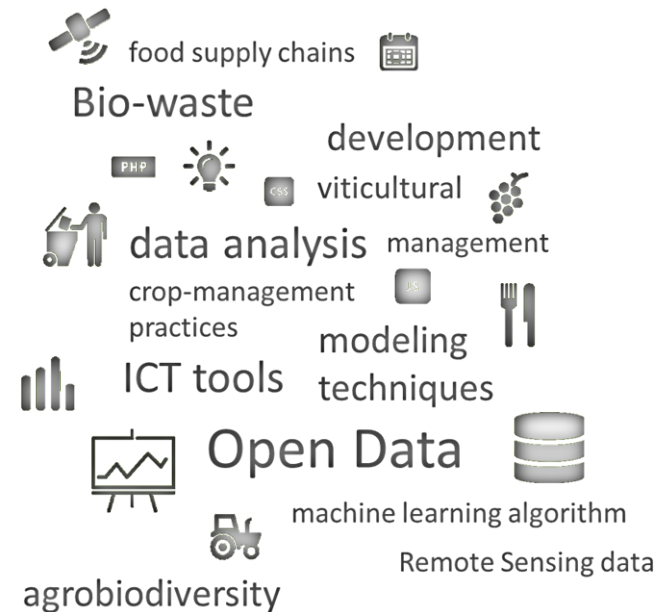 food supply chains
Bio-waste
development
PHP
CSS
viticultural
data analysis
management
crop-management
practices
JS
modeling
techniques
ICT tools
Open Data
machine learning algorithm
Remote Sensing data
agrobiodiversity